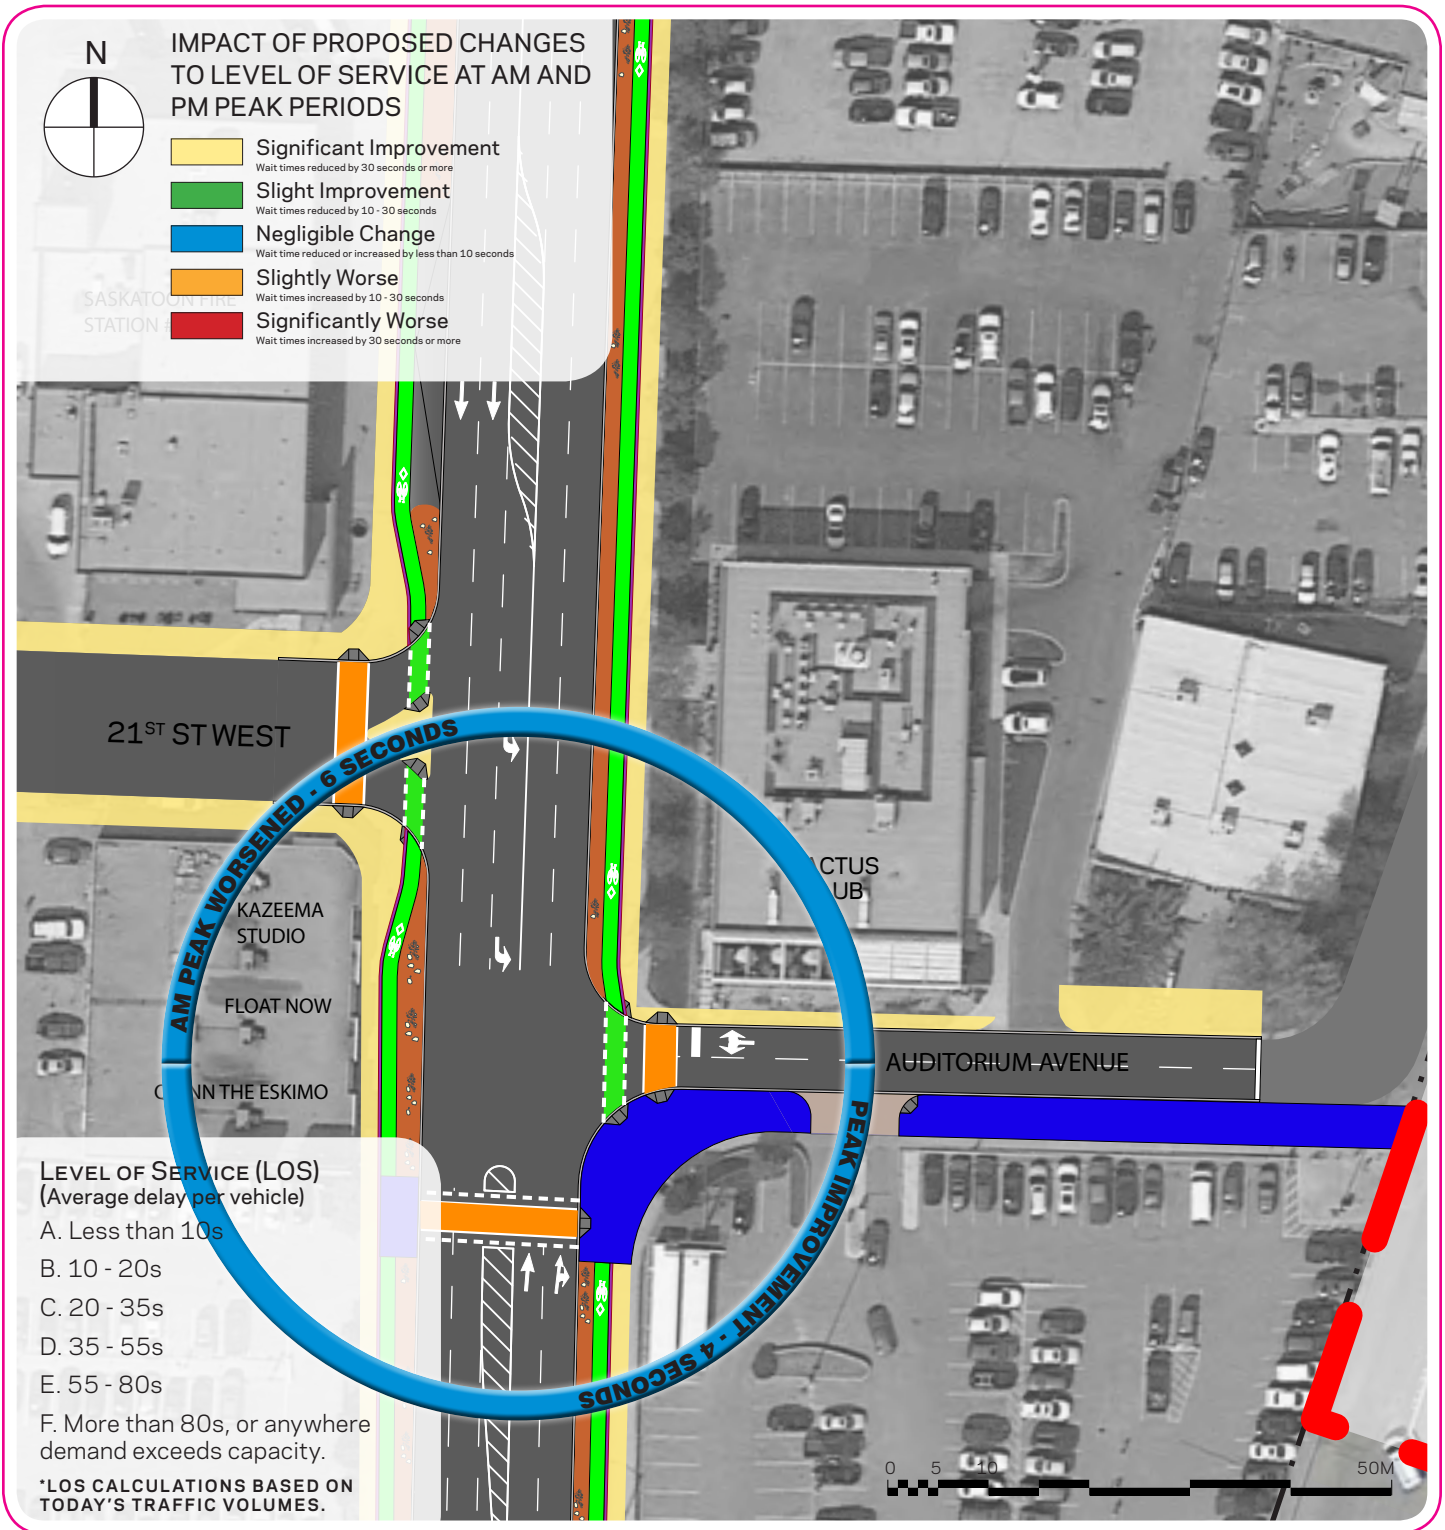 N
IMPACT OF PROPOSED CHANGES
TO LEVEL OF SERVICE AT AM AND
PM PEAK PERIODS
Significant Improvement
Wait times reduced by 30 seconds or more
Slight Improvement
Wait times reduced by 10 - 30 seconds
Negligible Change
Wait time reduced or increased by less than 10 seconds
Slightly Worse
Wait times increased by 10 - 30 seconds
Significantly Worse
Wait times increased by 30 seconds or more
SASKATOON FIRE
STATION #
21ST ST WEST
AM PEAK WORSENED - 6 SECONDS
ACTUS
UB
KAZEEMA
STUDIO
FLOAT NOW
NN THE ESKIMO
AUDITORIUM AVENUE
PEAK IMPROVEMENT - 4 SECONDS
LEVEL OF SERVICE (LOS)
(Average delay per vehicle)
A. Less than 10s
B. 10 - 20s
C. 20 - 35s
D. 35 - 55s
E. 55 - 80s
F. More than 80s, or anywhere
demand exceeds capacity.
*LOS CALCULATIONS BASED ON
TODAY'S TRAFFIC VOLUMES.
0 5 10 50M